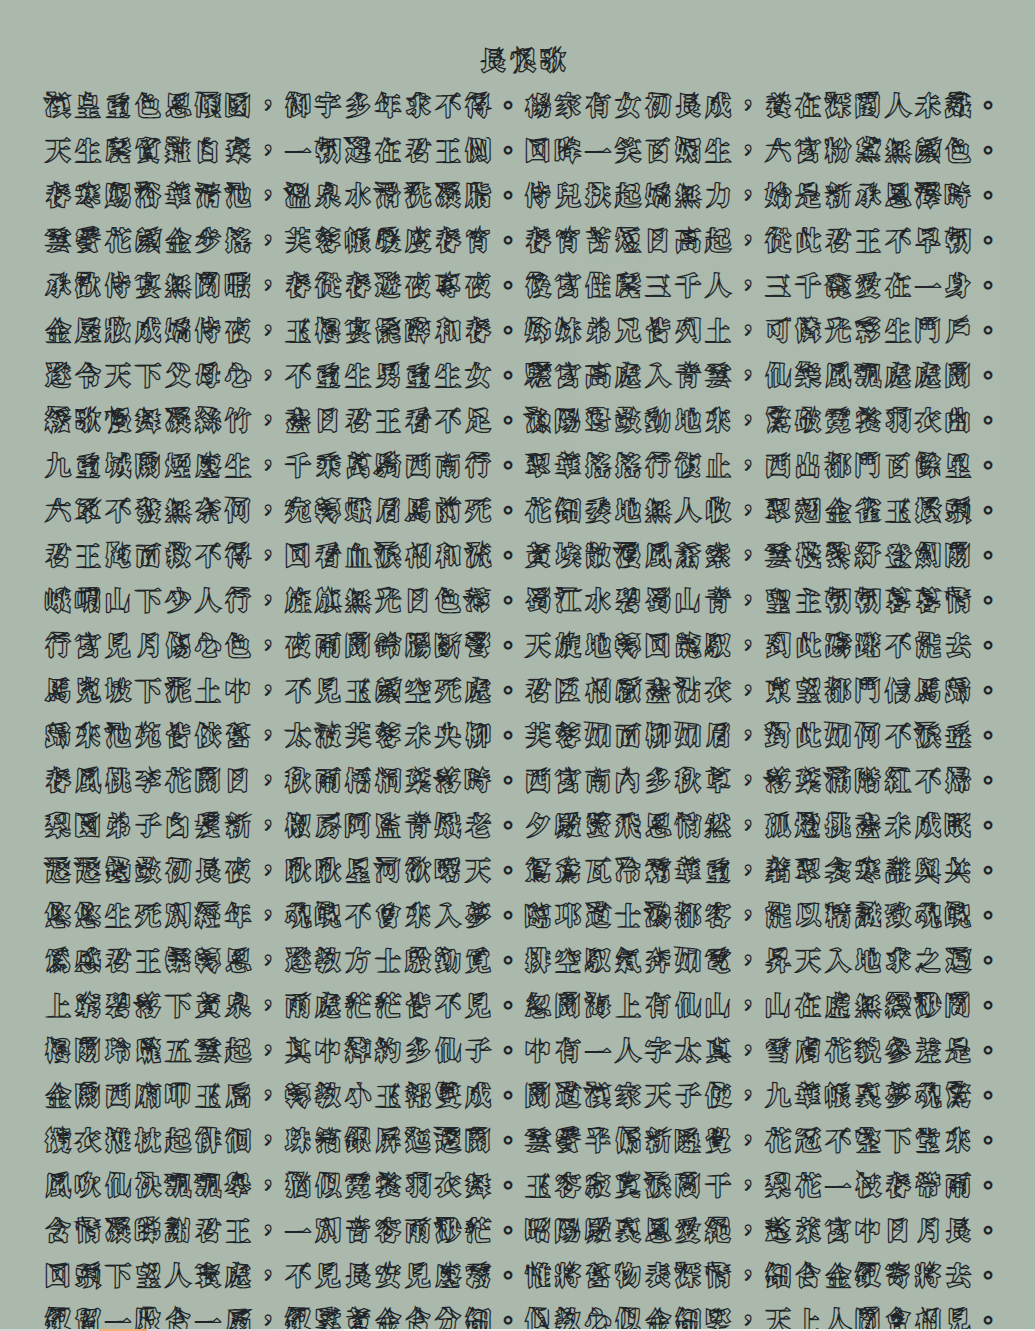 長恨歌
漢皇重色思傾國，御宇多年求不得。楊家有女初長成，養在深閨人未識。
天生麗質難自棄，一朝選在君王側。回眸一笑百媚生，六宮粉黛無顏色。
春寒賜浴華清池，溫泉水滑洗凝脂。侍兒扶起嬌無力，始是新承恩澤時。
雲鬢花顏金步搖，芙蓉帳暖度春宵。春宵苦短日高起，從此君王不早朝。
承歡侍宴無閒暇，春從春遊夜專夜。後宮佳麗三千人，三千寵愛在一身。
金屋妝成嬌侍夜，玉樓宴罷醉和春。姊妹弟兄皆列土，可憐光彩生門戶。
遂令天下父母心，不重生男重生女。驪宮高處入青雲，仙樂風飄處處聞。
緩歌慢舞凝絲竹，盡日君王看不足。漁陽鼙鼓動地來，驚破霓裳羽衣曲。
九重城闕煙塵生，千乘萬騎西南行。翠華搖搖行復止，西出都門百餘里。
六軍不發無奈何，宛轉蛾眉馬前死。花鈿委地無人收，翠翹金雀玉搔頭。
君王掩面救不得，回看血淚相和流。黃埃散漫風蕭索，雲棧縈紆登劍閣。
峨嵋山下少人行，旌旗無光日色薄。蜀江水碧蜀山青，聖主朝朝暮暮情。
行宮見月傷心色，夜雨聞鈴腸斷聲。天旋地轉回龍馭，到此躊躇不能去。
馬嵬坡下泥土中，不見玉顏空死處。君臣相顧盡沾衣，東望都門信馬歸。
歸來池苑皆依舊，太液芙蓉未央柳。芙蓉如面柳如眉，對此如何不淚垂。
春風桃李花開日，秋雨梧桐葉落時。西宮南內多秋草，落葉滿階紅不掃。
梨園弟子白髮新，椒房阿監青娥老。夕殿螢飛思悄然，孤燈挑盡未成眠。
遲遲鐘鼓初長夜，耿耿星河欲曙天。鴛鴦瓦冷霜華重，翡翠衾寒誰與共。
悠悠生死別經年，魂魄不曾來入夢。臨邛道士鴻都客，能以精誠致魂魄。
為感君王輾轉思，遂教方士殷勤覓。排空馭氣奔如電，昇天入地求之遍。
上窮碧落下黃泉，兩處茫茫皆不見。忽聞海上有仙山，山在虛無縹緲間。
樓閣玲瓏五雲起，其中綽約多仙子。中有一人字太真，雪膚花貌參差是。
金闕西廂叩玉扃，轉教小玉報雙成。聞道漢家天子使，九華帳裏夢魂驚。
攬衣推枕起徘徊，珠箔銀屏迤邐開。雲鬢半偏新睡覺，花冠不整下堂來。
風吹仙袂飄飄舉，猶似霓裳羽衣舞。玉容寂寞淚闌干，梨花一枝春帶雨。
含情凝睇謝君王，一別音容兩渺茫。昭陽殿裏恩愛絕，蓬萊宮中日月長。
回頭下望人寰處，不見長安見塵霧。惟將舊物表深情，鈿合金釵寄將去。
釵留一股合一扇，釵擘黃金合分鈿。但教心似金鈿堅，天上人間會相見。